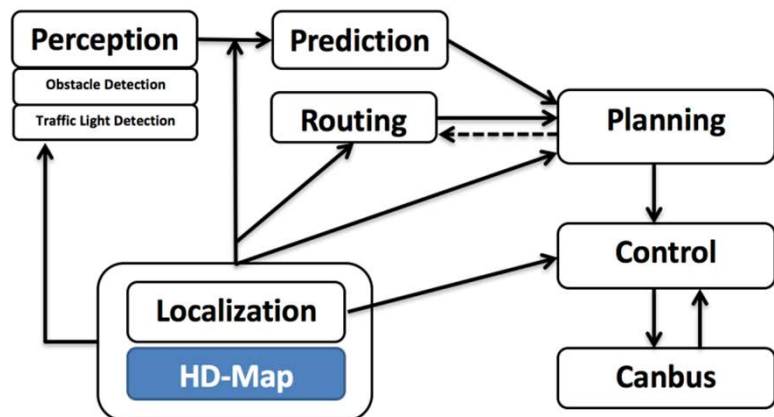 Perception
Prediction
Obstacle Detection
Traffic Light Detection
Routing
Planning
Control
Localization
HD-Map
Canbus